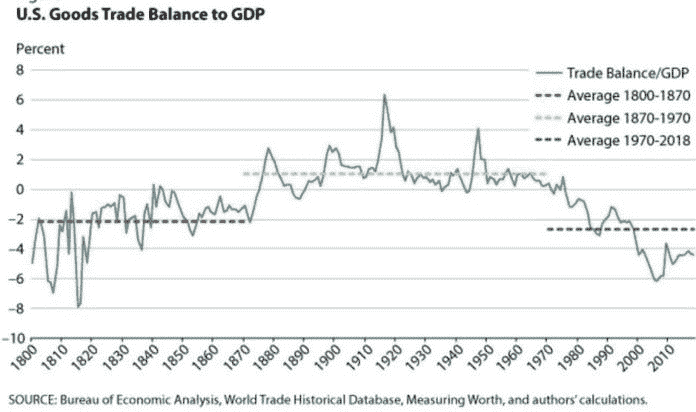 U.S. Goods Trade Balance to GDP
Percent
8
6
4
2
0
−2
−4
−6
−8
−10
Trade Balance/GDP
Average 1800-1870
Average 1870-1970
Average 1970-2018
1800 1810 1820 1830 1840 1850 1860 1870 1880 1890 1900 1910 1920 1930 1940 1950 1960 1970 1980 1990 2000 2010
SOURCE: Bureau of Economic Analysis, World Trade Historical Database, Measuring Worth, and authors' calculations.